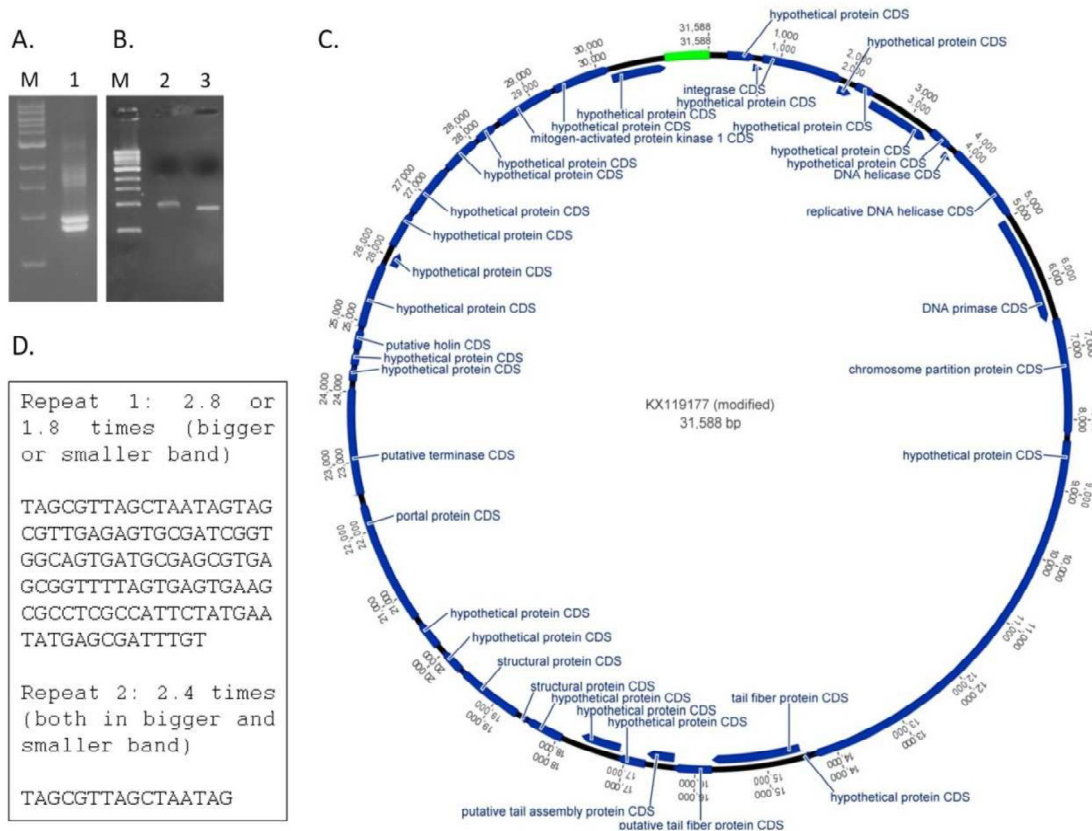 A.
B.
C.
M 1
M 2 3
31,588
31,588
hypothetical protein CDS
1,000
1,000
integrase CDS
hypothetical protein CDS
hypothetical protein CDS
2,000
2,000
hypothetical protein CDS
3,000
3,000
hypothetical protein CDS
hypothetical protein CDS
DNA helicase CDS
4,000
4,000
replicative DNA helicase CDS
5,000
5,000
DNA primase CDS
6,000
6,000
7,000
7,000
chromosome partition protein CDS
8,000
8,000
hypothetical protein CDS
9,000
9,000
10,000
10,000
11,000
11,000
12,000
12,000
13,000
13,000
14,000
14,000
hypothetical protein CDS
tail fiber protein CDS
15,000
15,000
putative tail fiber protein CDS
16,000
16,000
putative tail assembly protein CDS
17,000
17,000
hypothetical protein CDS
hypothetical protein CDS
hypothetical protein CDS
18,000
18,000
structural protein CDS
19,000
19,000
structural protein CDS
hypothetical protein CDS
20,000
20,000
hypothetical protein CDS
21,000
21,000
portal protein CDS
22,000
22,000
putative terminase CDS
23,000
23,000
24,000
24,000
hypothetical protein CDS
hypothetical protein CDS
putative holin CDS
25,000
25,000
hypothetical protein CDS
hypothetical protein CDS
26,000
26,000
hypothetical protein CDS
hypothetical protein CDS
27,000
27,000
hypothetical protein CDS
hypothetical protein CDS
28,000
28,000
mitogen-activated protein kinase 1 CDS
29,000
29,000
hypothetical protein CDS
hypothetical protein CDS
30,000
30,000
KX119177 (modified)
31,588 bp
D.
Repeat 1: 2.8 or
1.8 times (bigger
or smaller band)
TAGCGTTAGCTAATAGTAG
CGTTGAGAGTGCGATCGGT
GGCAGTGATGCGAGCGTGA
GCGGTTTTAGTGAGTGAAG
CGCCTCGCCATTCTATGAA
TATGAGCGATTTGT
Repeat 2: 2.4 times
(both in bigger and
smaller band)
TAGCGTTAGCTAATAG